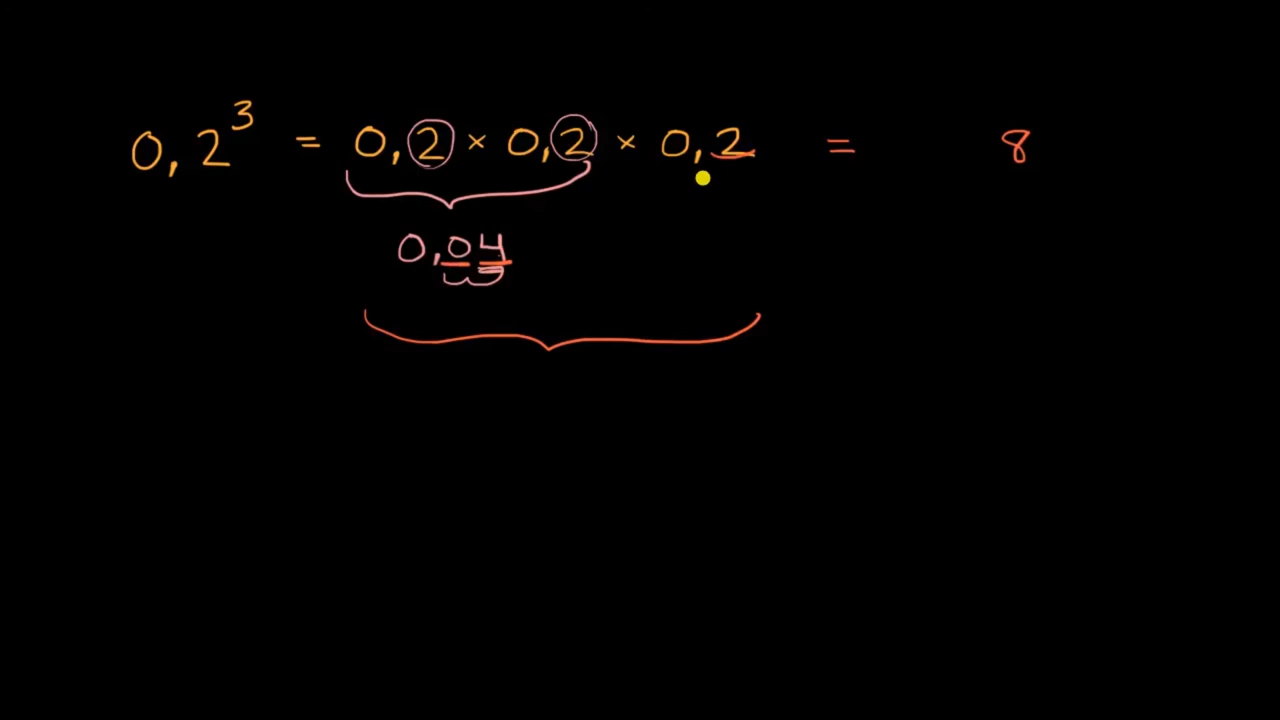 0,2³ = 0,2 × 0,2 × 0,2 = 8
0,04